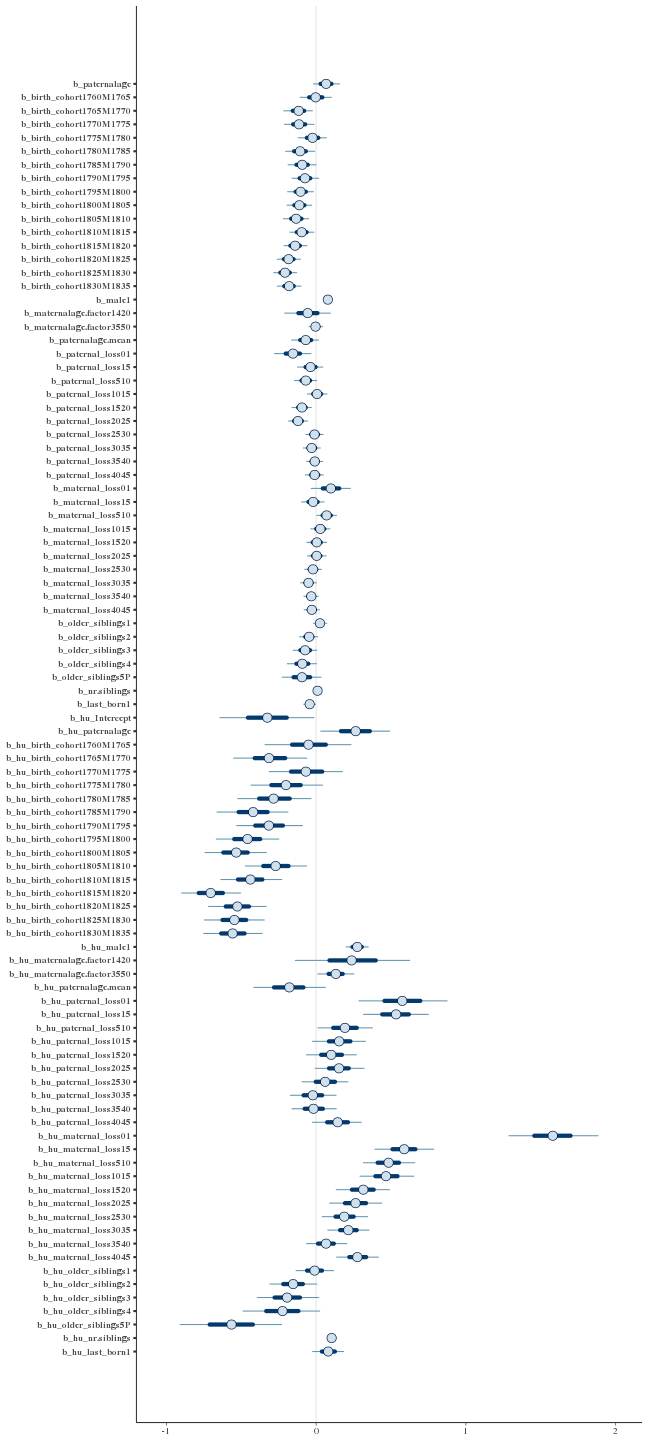 b_paternalage
b_birth_cohort1760M1765
b_birth_cohort1765M1770
b_birth_cohort1770M1775
b_birth_cohort1775M1780
b_birth_cohort1780M1785
b_birth_cohort1785M1790
b_birth_cohort1790M1795
b_birth_cohort1795M1800
b_birth_cohort1800M1805
b_birth_cohort1805M1810
b_birth_cohort1810M1815
b_birth_cohort1815M1820
b_birth_cohort1820M1825
b_birth_cohort1825M1830
b_birth_cohort1830M1835
b_male1
b_maternalage.factor1420
b_maternalage.factor3550
b_paternalage.mean
b_paternal_loss01
b_paternal_loss15
b_paternal_loss510
b_paternal_loss1015
b_paternal_loss1520
b_paternal_loss2025
b_paternal_loss2530
b_paternal_loss3035
b_paternal_loss3540
b_paternal_loss4045
b_maternal_loss01
b_maternal_loss15
b_maternal_loss510
b_maternal_loss1015
b_maternal_loss1520
b_maternal_loss2025
b_maternal_loss2530
b_maternal_loss3035
b_maternal_loss3540
b_maternal_loss4045
b_older_siblings1
b_older_siblings2
b_older_siblings3
b_older_siblings4
b_older_siblings5P
b_nr.siblings
b_last_born1
b_hu_Intercept
b_hu_paternalage
b_hu_birth_cohort1760M1765
b_hu_birth_cohort1765M1770
b_hu_birth_cohort1770M1775
b_hu_birth_cohort1775M1780
b_hu_birth_cohort1780M1785
b_hu_birth_cohort1785M1790
b_hu_birth_cohort1790M1795
b_hu_birth_cohort1795M1800
b_hu_birth_cohort1800M1805
b_hu_birth_cohort1805M1810
b_hu_birth_cohort1810M1815
b_hu_birth_cohort1815M1820
b_hu_birth_cohort1820M1825
b_hu_birth_cohort1825M1830
b_hu_birth_cohort1830M1835
b_hu_male1
b_hu_maternalage.factor1420
b_hu_maternalage.factor3550
b_hu_paternalage.mean
b_hu_paternal_loss01
b_hu_paternal_loss15
b_hu_paternal_loss510
b_hu_paternal_loss1015
b_hu_paternal_loss1520
b_hu_paternal_loss2025
b_hu_paternal_loss2530
b_hu_paternal_loss3035
b_hu_paternal_loss3540
b_hu_paternal_loss4045
b_hu_maternal_loss01
b_hu_maternal_loss15
b_hu_maternal_loss510
b_hu_maternal_loss1015
b_hu_maternal_loss1520
b_hu_maternal_loss2025
b_hu_maternal_loss2530
b_hu_maternal_loss3035
b_hu_maternal_loss3540
b_hu_maternal_loss4045
b_hu_older_siblings1
b_hu_older_siblings2
b_hu_older_siblings3
b_hu_older_siblings4
b_hu_older_siblings5P
b_hu_nr.siblings
b_hu_last_born1
-1 0 1 2